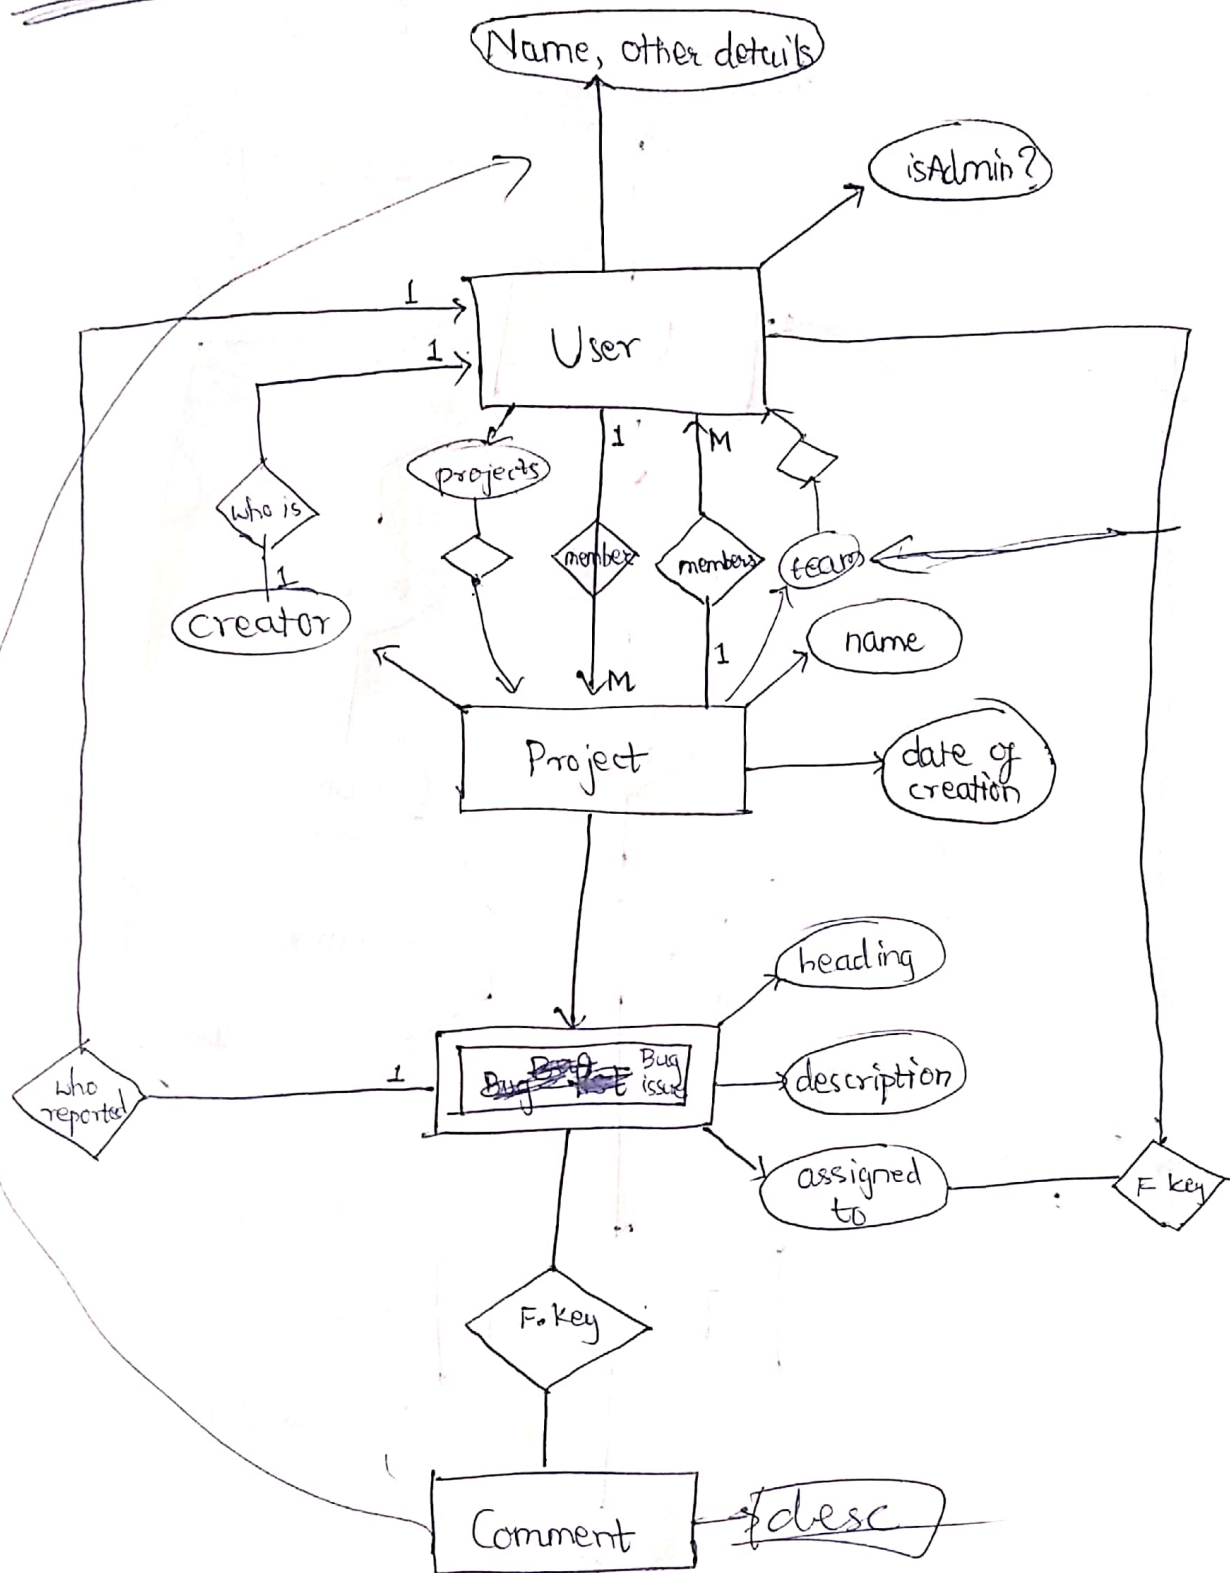 Name, other details
isAdmin?
1
User
1
1
M
projects
who is
member
members
teams
1
creator
name
1
M
Project
date of
creation
heading
Bug
issue
description
who
reported
1
assigned
to
F key
F. key
Comment
desc